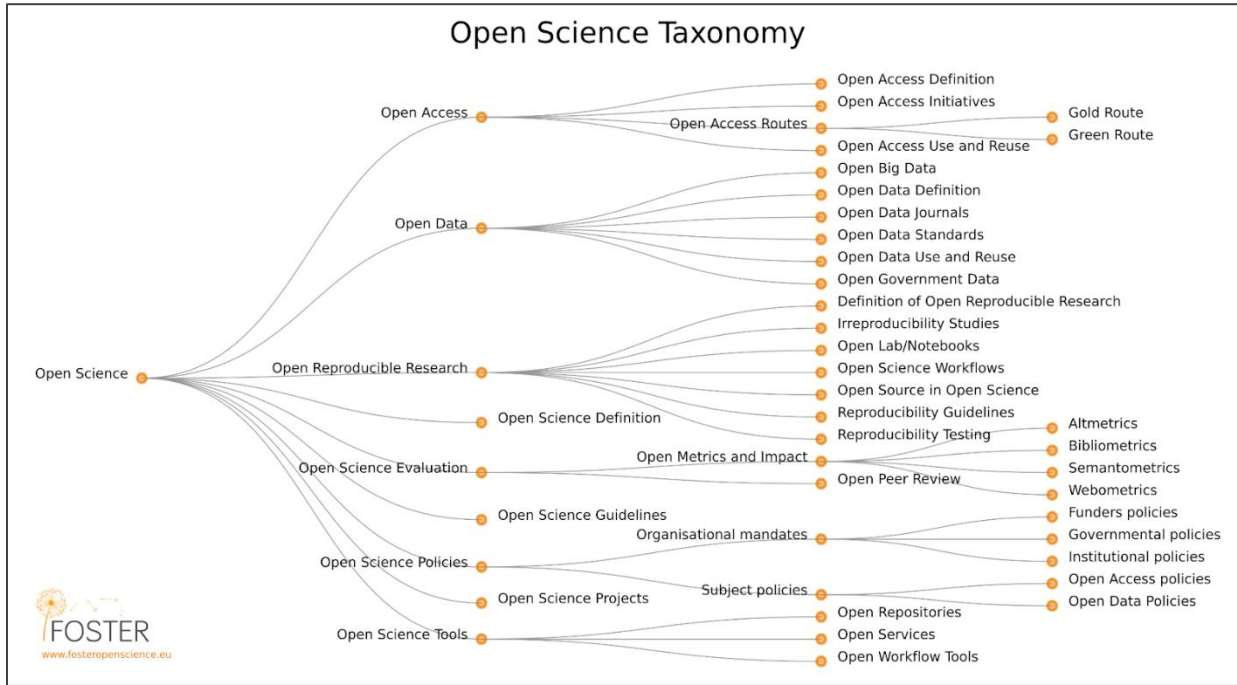 Open Science Taxonomy
Open Access Definition
Open Access
Open Access Initiatives
Gold Route
Open Access Routes
Green Route
Open Access Use and Reuse
Open Big Data
Open Data Definition
Open Data Journals
Open Data
Open Data Standards
Open Data Use and Reuse
Open Government Data
Definition of Open Reproducible Research
Irreproducibility Studies
Open Lab/Notebooks
Open Science
Open Reproducible Research
Open Science Workflows
Open Source in Open Science
Open Science Definition
Reproducibility Guidelines
Altmetrics
Reproducibility Testing
Bibliometrics
Open Metrics and Impact
Open Science Evaluation
Semantometrics
Open Peer Review
Webometrics
Open Science Guidelines
Funders policies
Organisational mandates
Governmental policies
Institutional policies
Open Science Policies
Open Access policies
Subject policies
Open Science Projects
Open Data Policies
Open Repositories
Open Science Tools
Open Services
Open Workflow Tools
FOSTER
www.fosteropenscience.eu